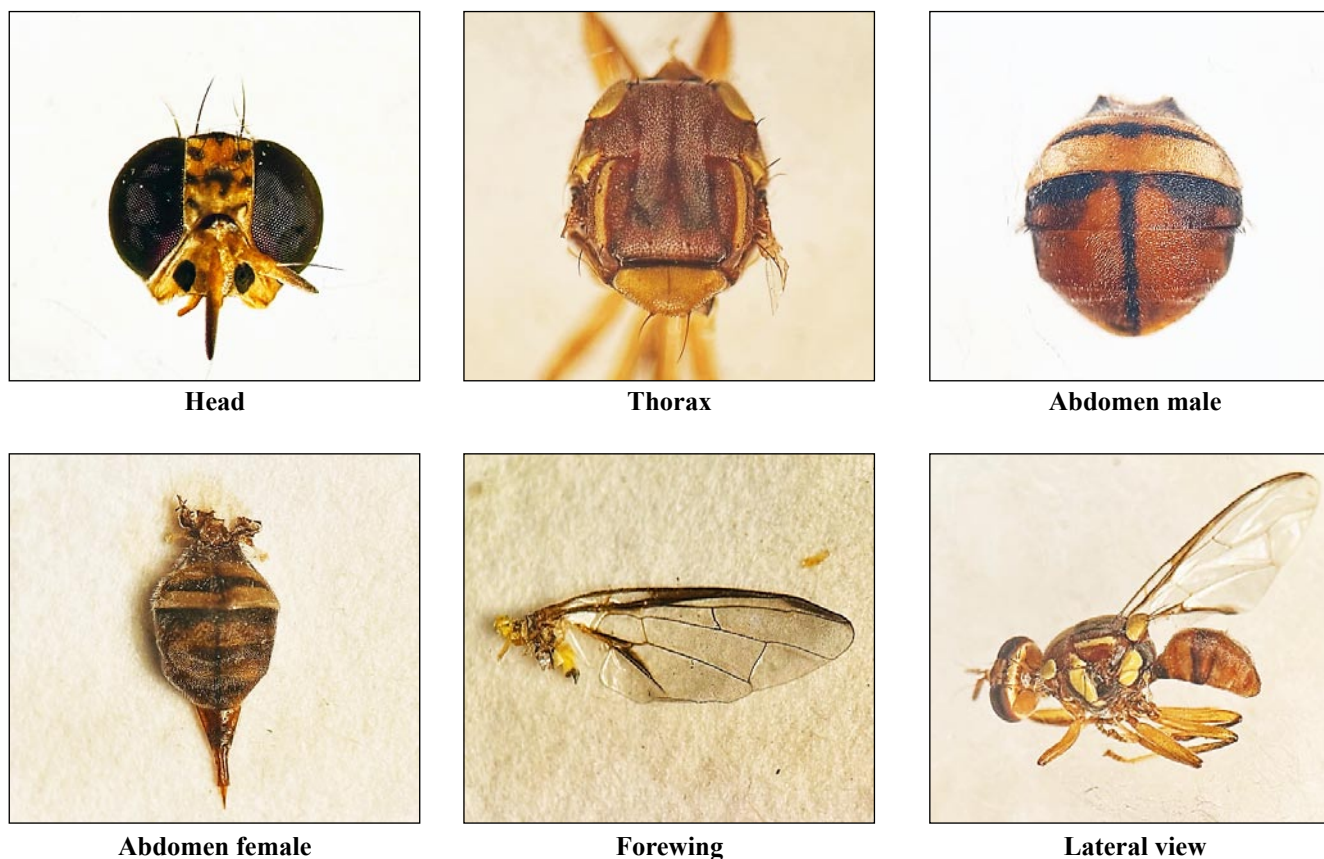 Head
Thorax
Abdomen male
Abdomen female
Forewing
Lateral view